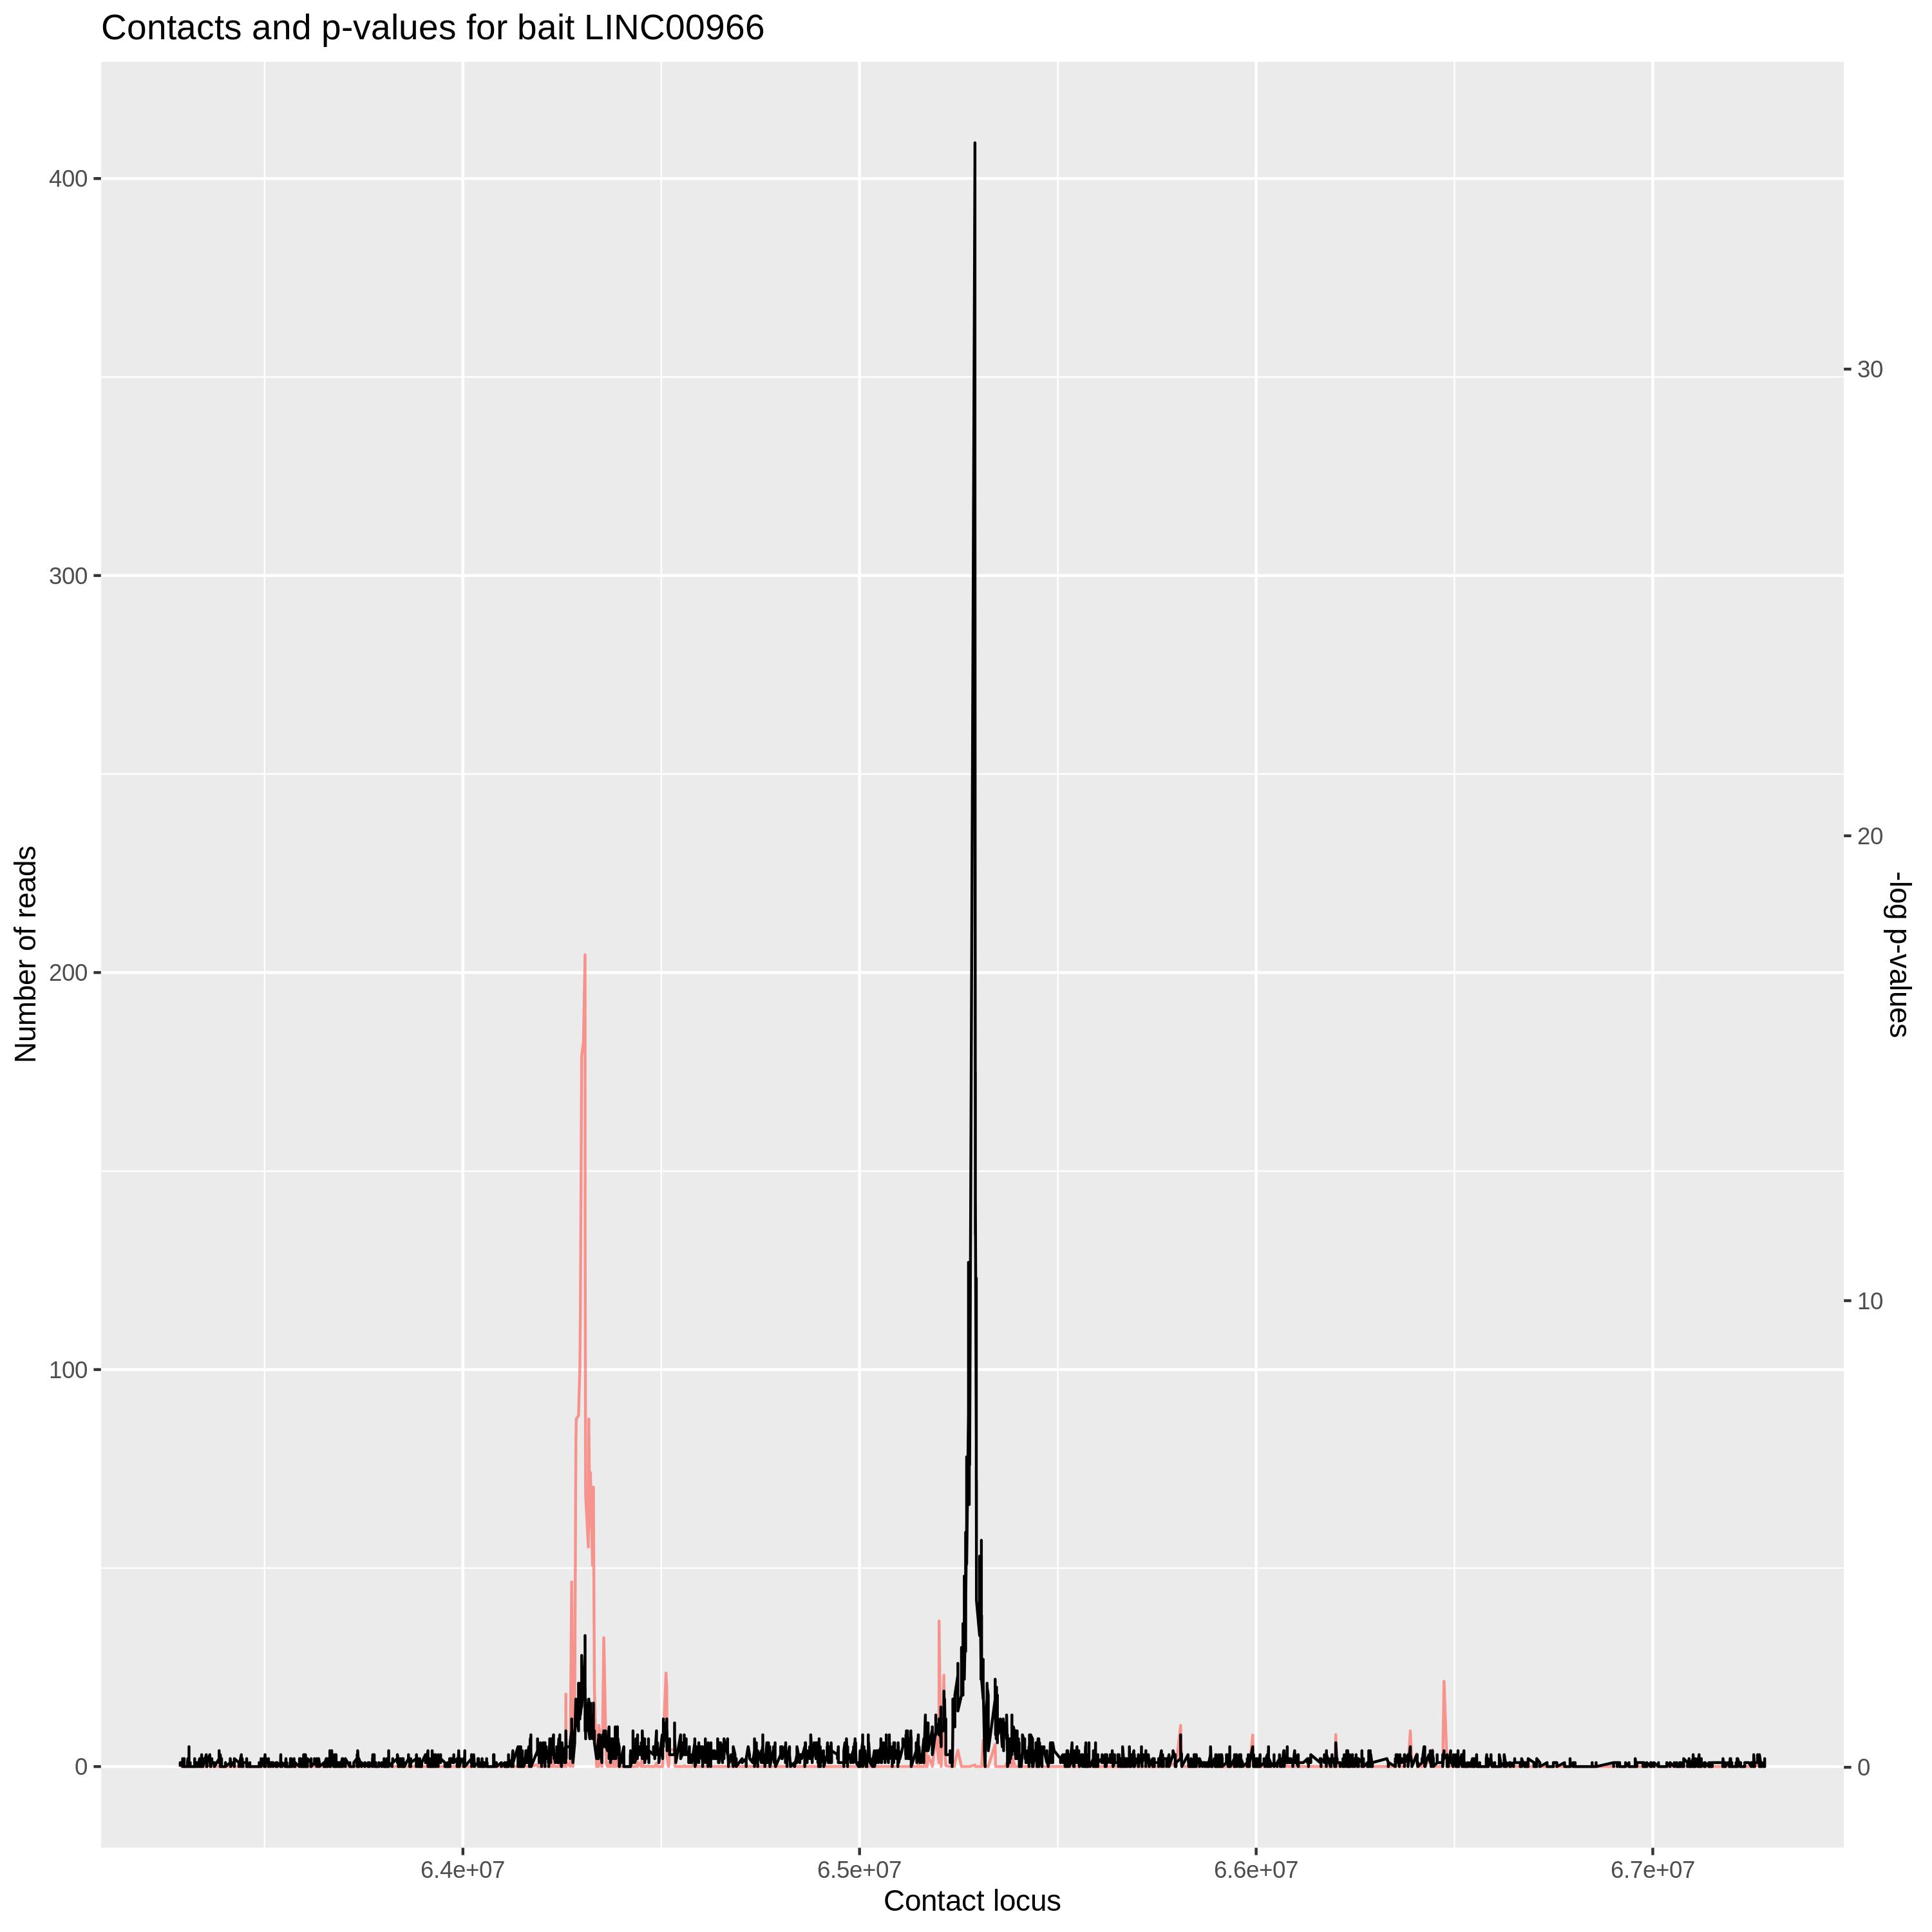 Contacts and p-values for bait LINC00966
400
300
200
100
0
Number of reads
30
20
10
0
-log p-values
6.4e+07
6.5e+07
6.6e+07
6.7e+07
Contact locus